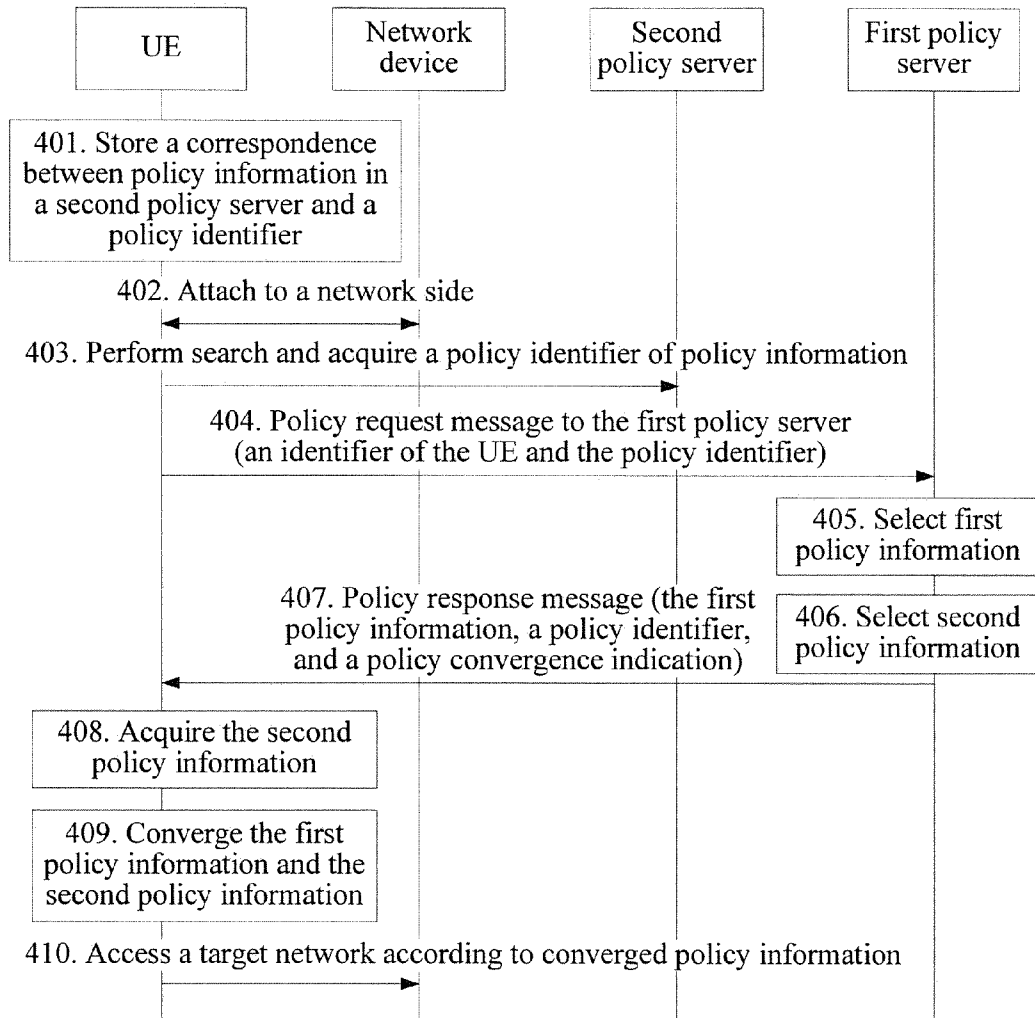 UE
Network
device
Second
policy server
First policy
server
401. Store a correspondence
between policy information in
a second policy server and a
policy identifier
402. Attach to a network side
403. Perform search and acquire a policy identifier of policy information
404. Policy request message to the first policy server
(an identifier of the UE and the policy identifier)
405. Select first
policy information
406. Select second
policy information
407. Policy response message (the first
policy information, a policy identifier,
and a policy convergence indication)
408. Acquire the second
policy information
409. Converge the first
policy information and the
second policy information
410. Access a target network according to converged policy information